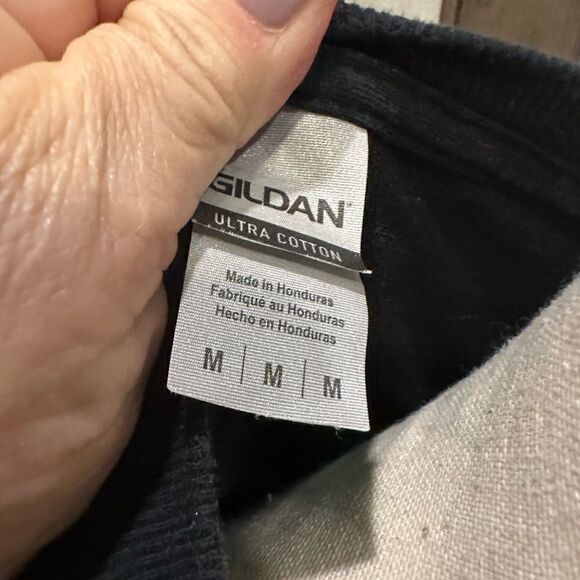 GILDAN
ULTRA COTTON
Made in Honduras
Fabriqué au Honduras
Hecho en Honduras
M | M | M